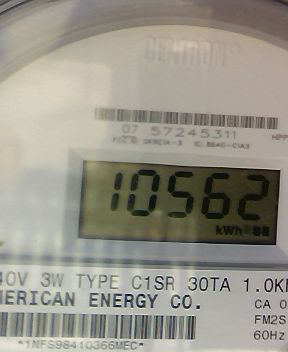 CENTRON®
07 57245311
10562
kWh
40V 3W TYPE C1SR 30TA 1.0K
MERICAN ENERGY CO.
CA 0
FM2S
60Hz
*1NFS98410366MEC*